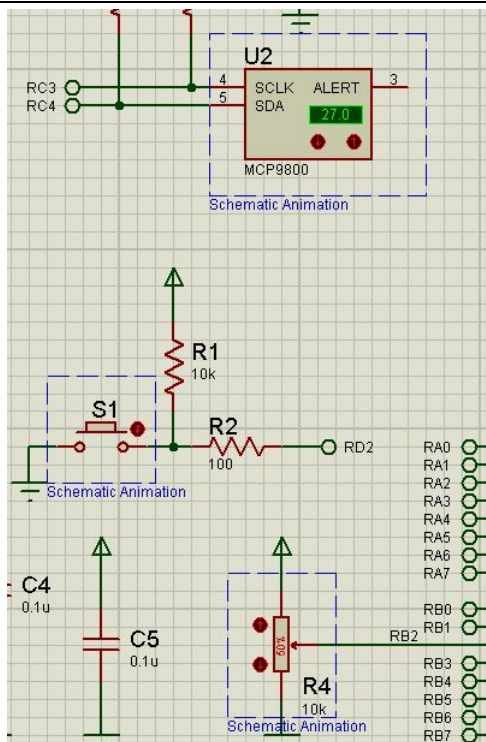 U2
RC3
4
SCLK
ALERT
3
RC4
5
SDA
27.0
MCP9800
Schematic Animation
R1
10k
S1
R2
100
RD2
Schematic Animation
RA0
RA1
RA2
RA3
RA4
RA5
RA6
RA7
C4
0.1u
C5
0.1u
50%
R4
10k
Schematic Animation
RB0
RB1
RB2
RB3
RB4
RB5
RB6
RB7